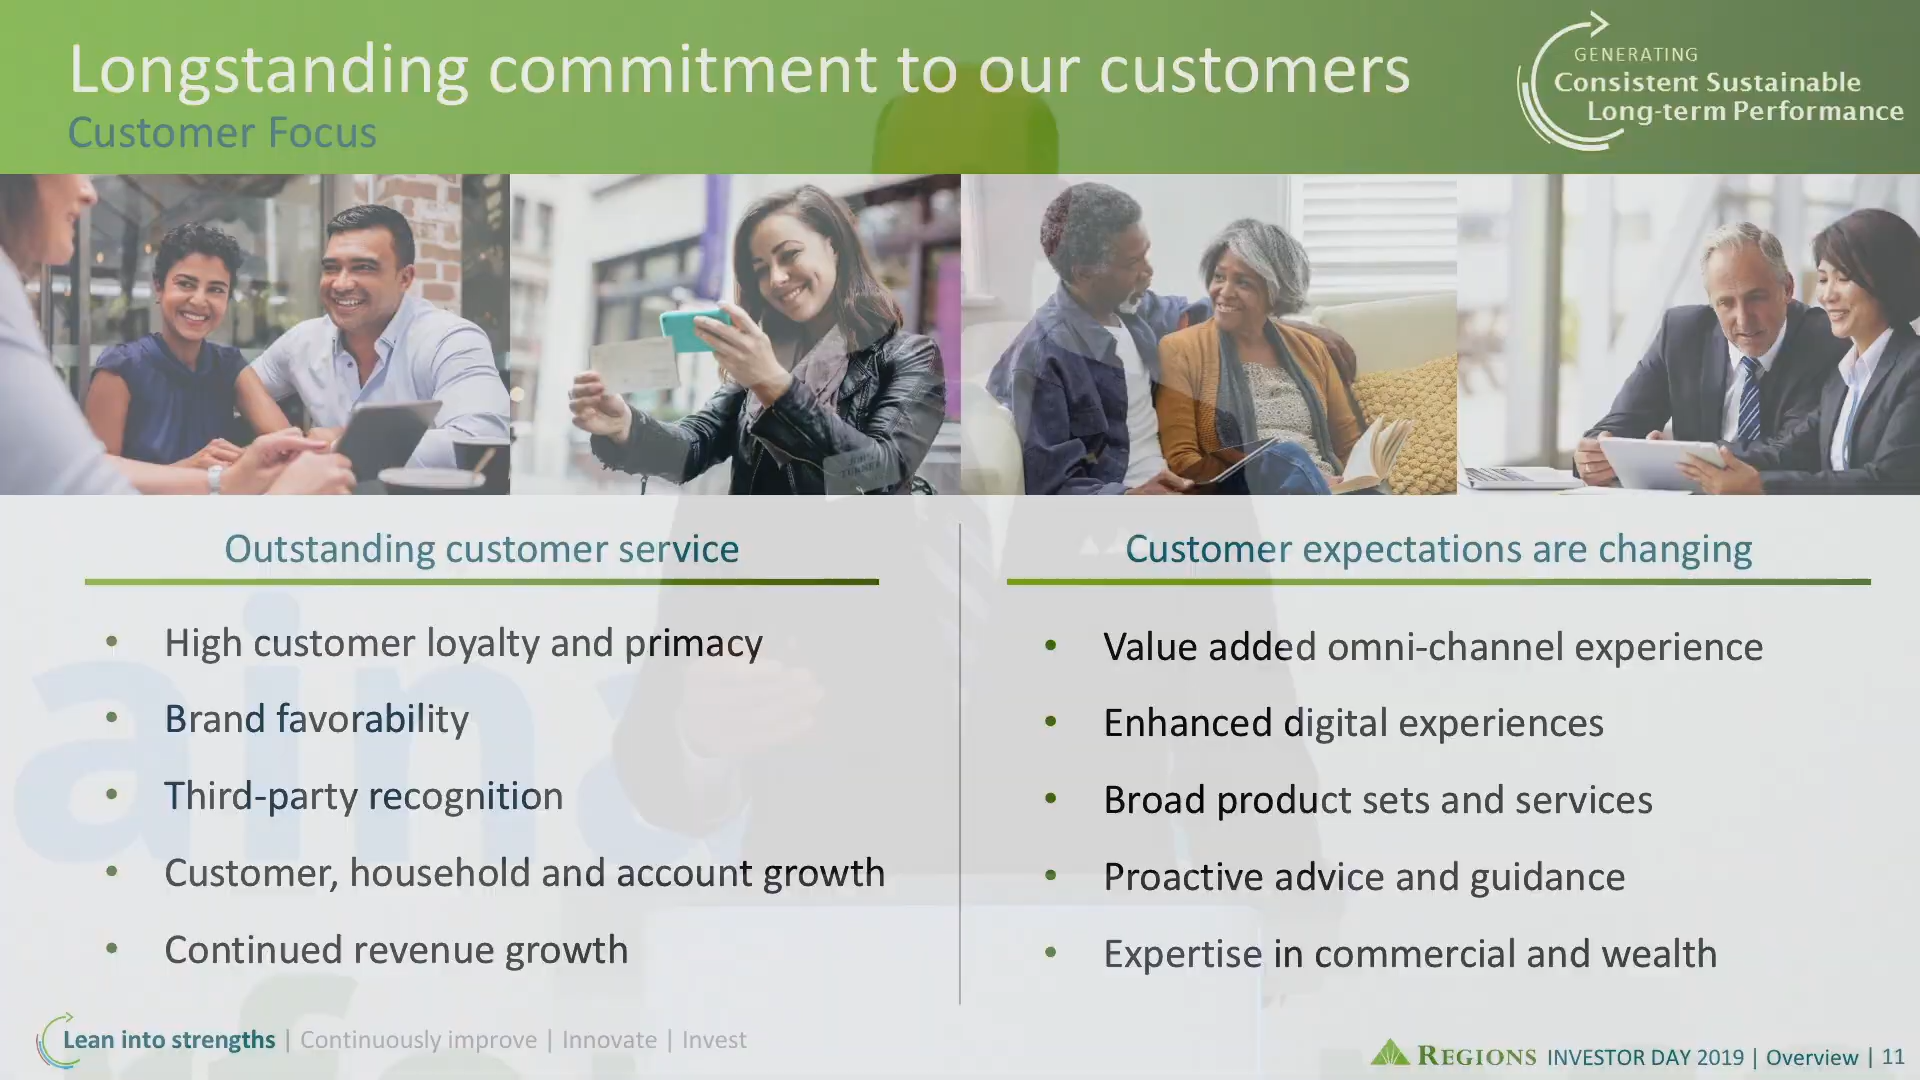 Longstanding commitment to our customers
Customer Focus
GENERATING
Consistent Sustainable
Long-term Performance
Outstanding customer service
• High customer loyalty and primacy
• Brand favorability
• Third-party recognition
• Customer, household and account growth
• Continued revenue growth
Customer expectations are changing
• Value added omni-channel experience
• Enhanced digital experiences
• Broad product sets and services
• Proactive advice and guidance
• Expertise in commercial and wealth
Lean into strengths | Continuously improve | Innovate | Invest
REGIONS INVESTOR DAY 2019 | Overview | 11